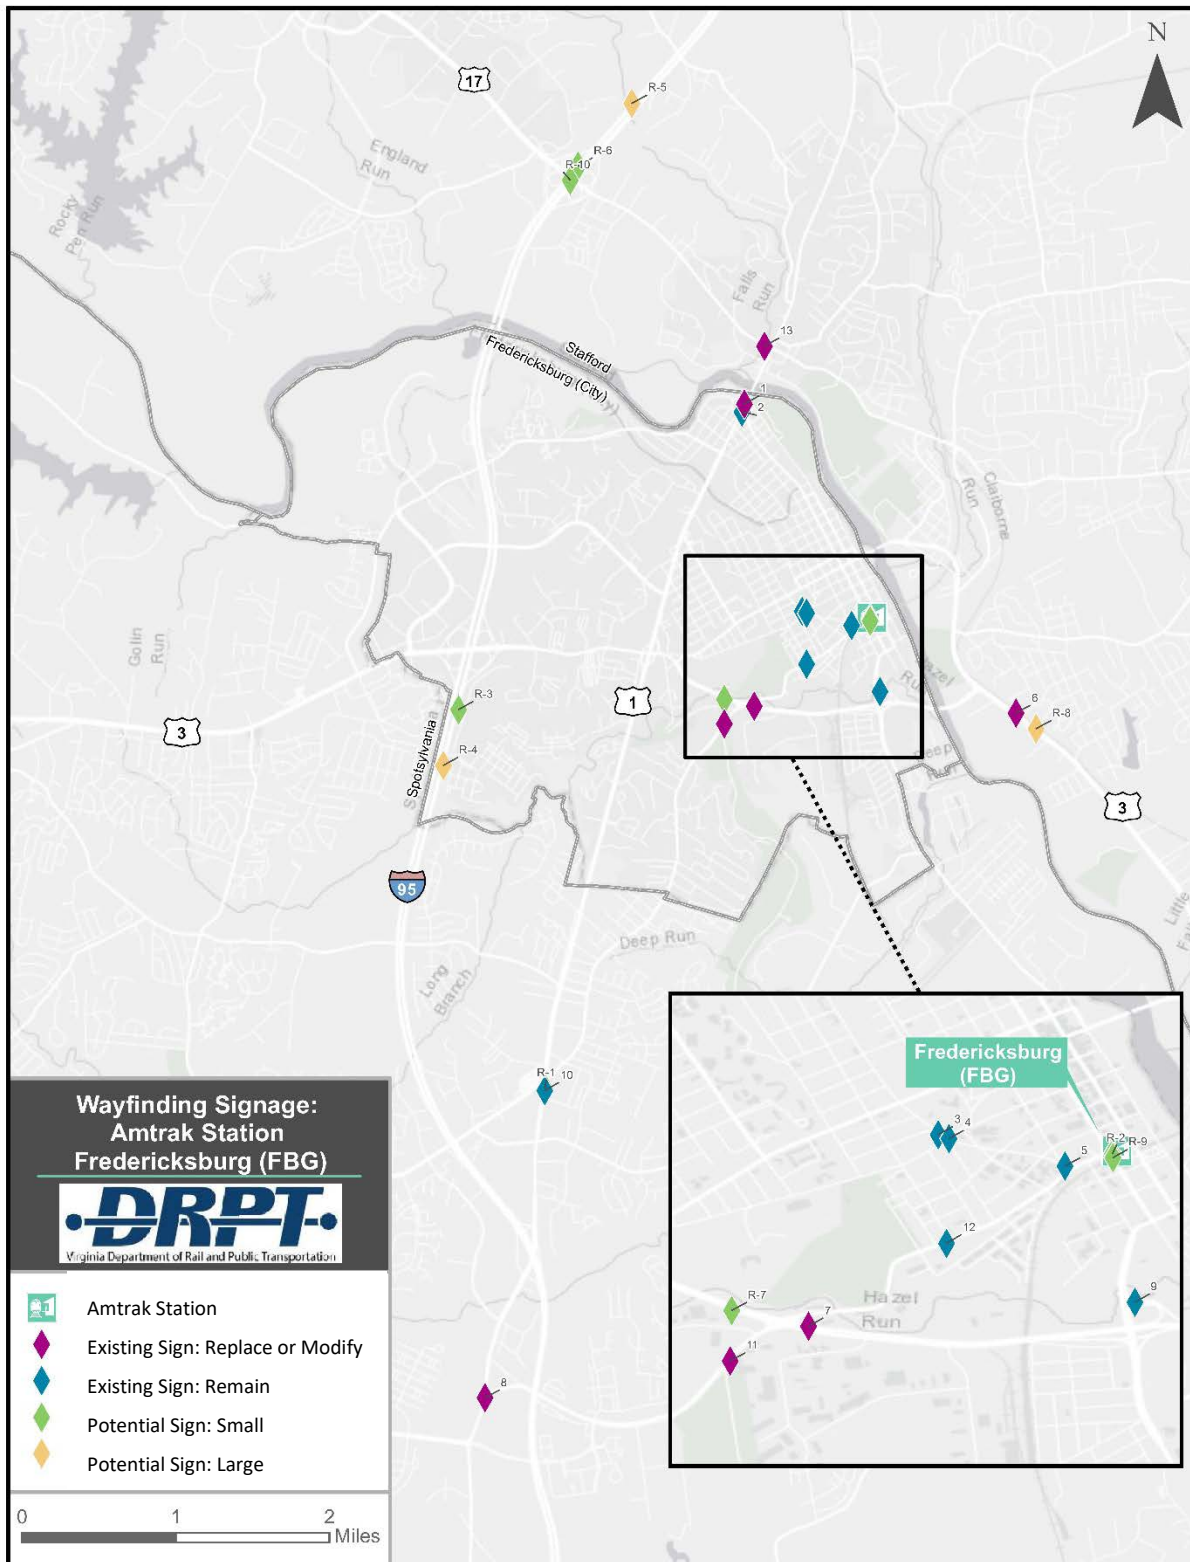 N
17
R-5
England
Run
R-6
R-10
Rocky
Pen Run
Falls
Run
13
Stafford
Fredericksburg (City)
1
2
Claiborne
Run
Golin
Run
Hazel
Run
R-3
1
6
R-8
3
Spotsylvania
R-4
Deep
3
95
Deep Run
Little
Long
Branch
R-1
10
8
Fredericksburg
(FBG)
3
4
R-2
R-9
5
12
9
R-7
7
Hazel
Run
11
Wayfinding Signage:
Amtrak Station
Fredericksburg (FBG)
DRPT
Virginia Department of Rail and Public Transportation
Amtrak Station
Existing Sign: Replace or Modify
Existing Sign: Remain
Potential Sign: Small
Potential Sign: Large
0 1 2
Miles